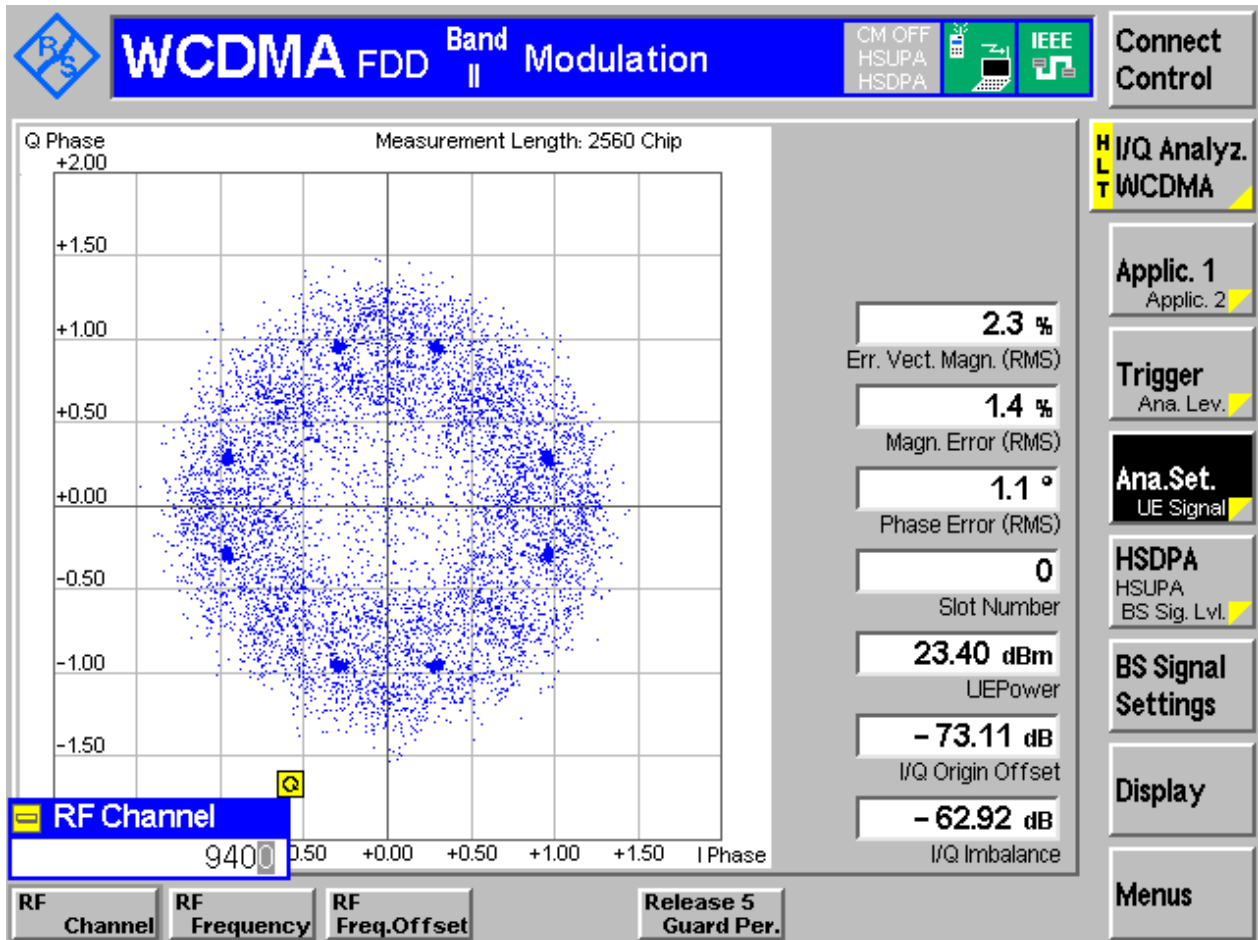 R/S
WCDMA FDD Band II Modulation
CM OFF
HSUPA
HSDPA
IEEE
Connect
Control
Q Phase
Measurement Length: 2560 Chip
+2.00
+1.50
+1.00
+0.50
+0.00
-0.50
-1.00
-1.50
Q
RF Channel
9400
0.50 +0.00 +0.50 +1.00 +1.50 I Phase
2.3 %
Err. Vect. Magn. (RMS)
1.4 %
Magn. Error (RMS)
1.1 °
Phase Error (RMS)
0
Slot Number
23.40 dBm
UEPower
-73.11 dB
I/Q Origin Offset
-62.92 dB
I/Q Imbalance
HLT
I/Q Analyz.
WCDMA
Applic. 1
Applic. 2
Trigger
Ana. Lev.
Ana.Set.
UE Signal
HSDPA
HSUPA
BS Sig. Lvl.
BS Signal
Settings
Display
Menus
RF
Channel
RF
Frequency
RF
Freq.Offset
Release 5
Guard Per.